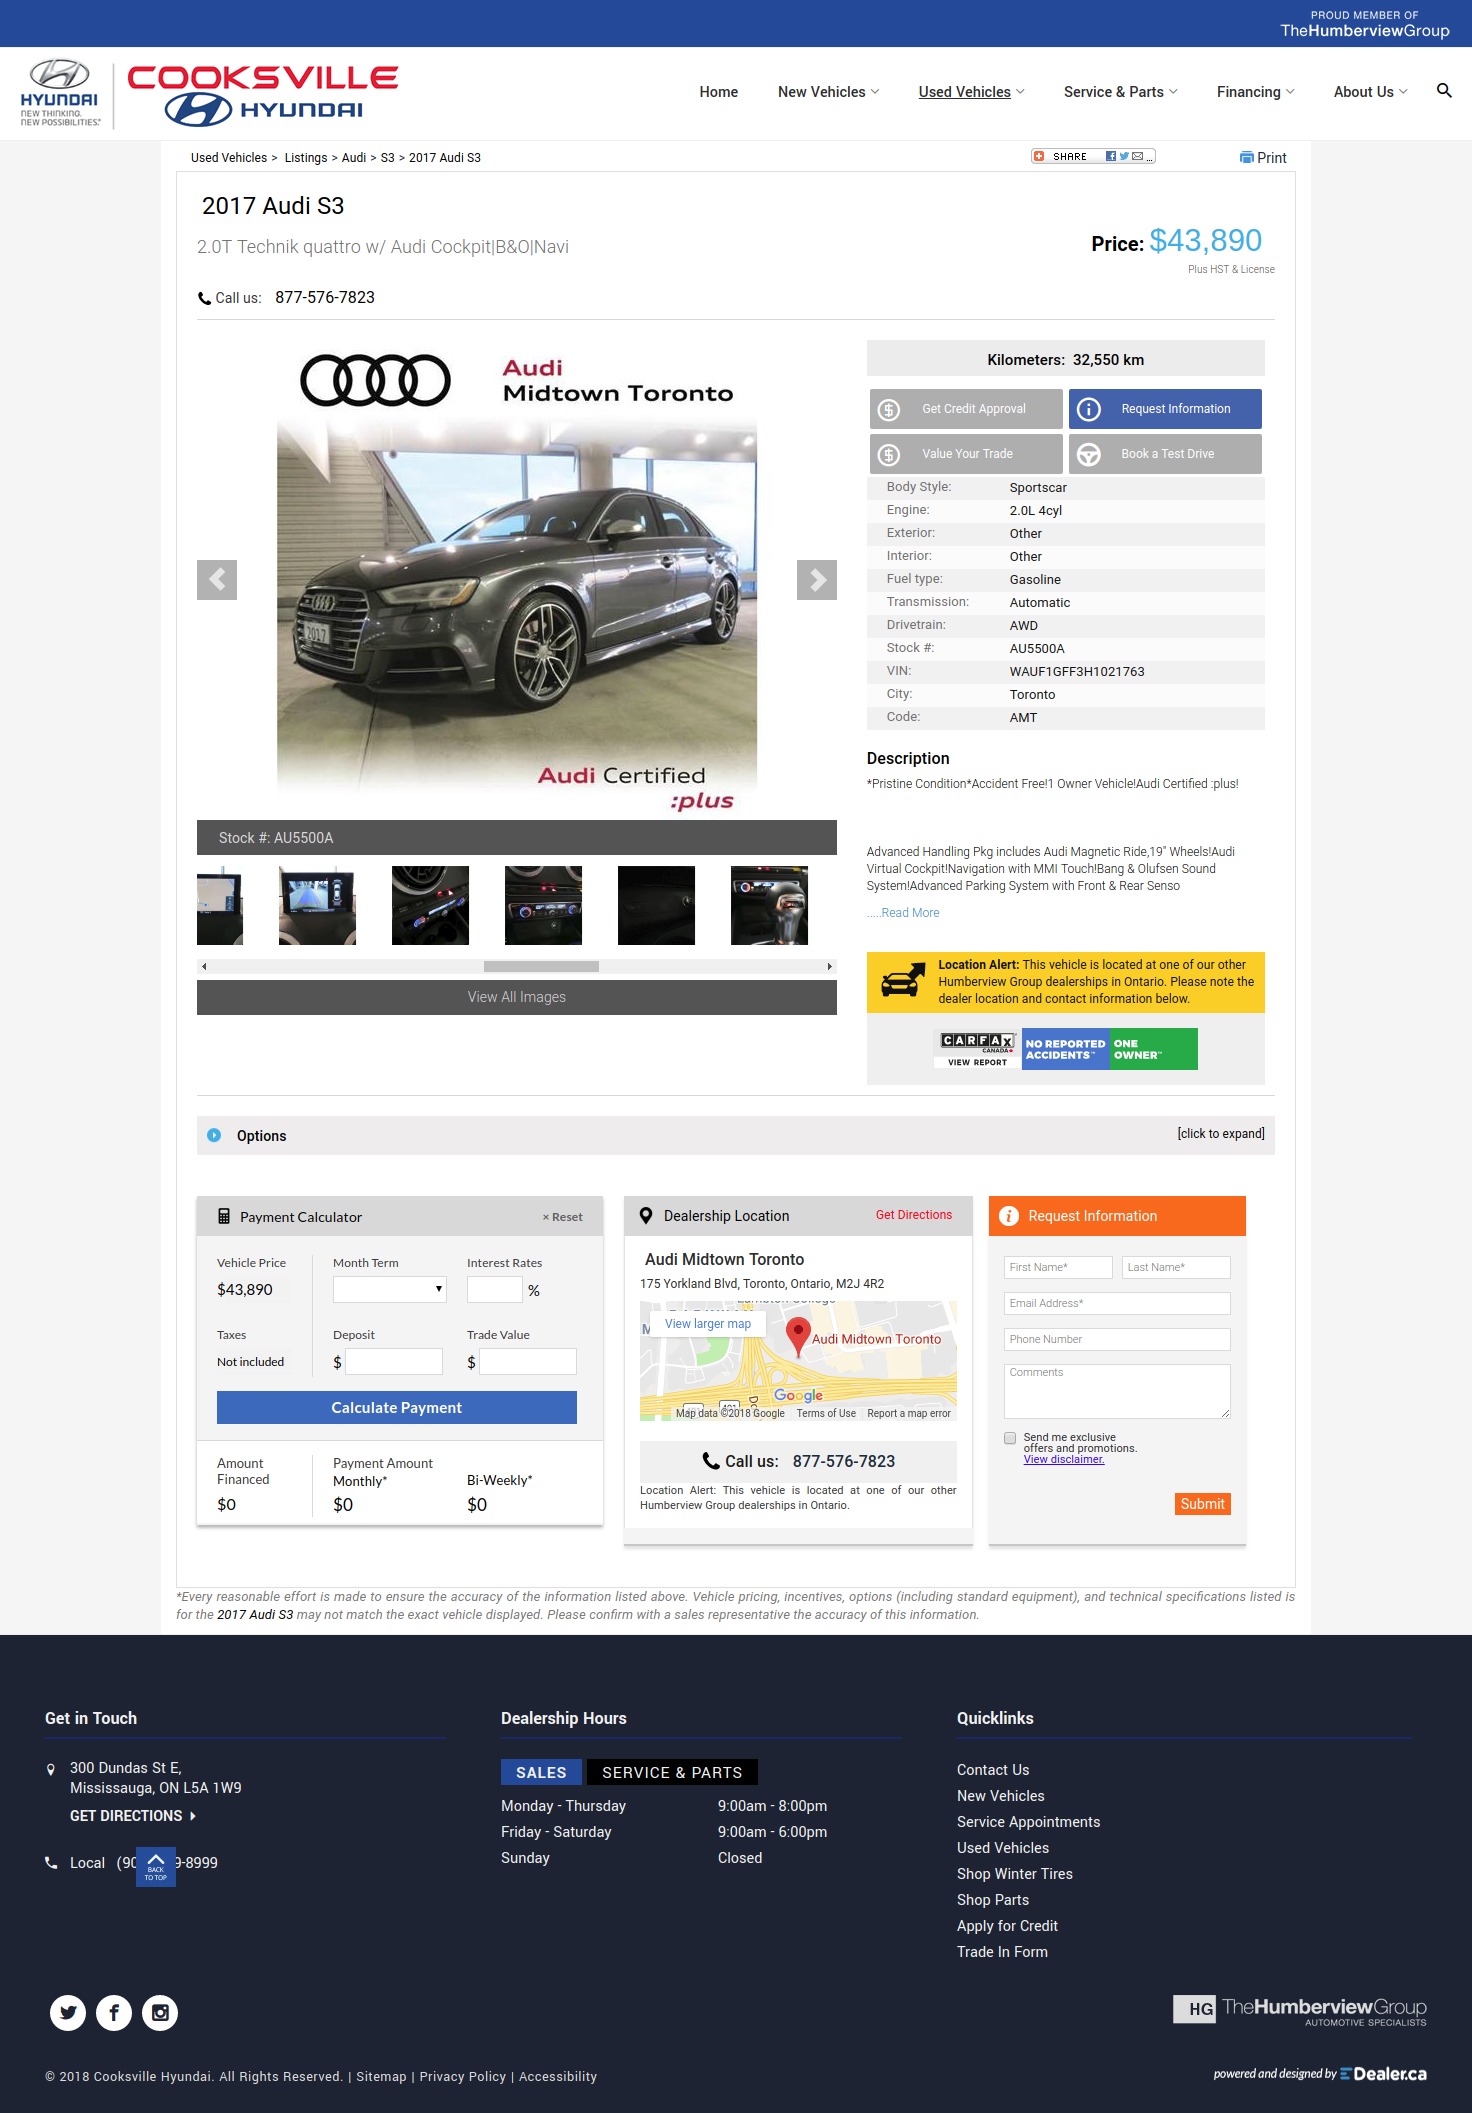 PROUD MEMBER OF
TheHumberviewGroup
HYUNDAI
NEW THINKING.
NEW POSSIBILITIES.
COOKSVILLE
HYUNDAI
Home
New Vehicles
Used Vehicles
Service & Parts
Financing
About Us
Used Vehicles > Listings > Audi > S3 > 2017 Audi S3
SHARE
Print
2017 Audi S3
2.0T Technik quattro w/ Audi Cockpit|B&O|Navi
Price: $43,890
Plus HST & License
Call us: 877-576-7823
Audi
Midtown Toronto
2017
Audi Certified
:plus
Stock #: AU5500A
View All Images
Kilometers: 32,550 km
Get Credit Approval
Request Information
Value Your Trade
Book a Test Drive
Body Style: Sportscar
Engine: 2.0L 4cyl
Exterior: Other
Interior: Other
Fuel type: Gasoline
Transmission: Automatic
Drivetrain: AWD
Stock #: AU5500A
VIN: WAUF1GFF3H1021763
City: Toronto
Code: AMT
Description
*Pristine Condition*Accident Free!1 Owner Vehicle!Audi Certified :plus!
Advanced Handling Pkg includes Audi Magnetic Ride,19" Wheels!Audi
Virtual Cockpit!Navigation with MMI Touch!Bang & Olufsen Sound
System!Advanced Parking System with Front & Rear Senso
.....Read More
Location Alert: This vehicle is located at one of our other
Humberview Group dealerships in Ontario. Please note the
dealer location and contact information below.
CARFAX
CANADA
VIEW REPORT
NO REPORTED
ACCIDENTS™
ONE
OWNER™
Options
[click to expand]
Payment Calculator
× Reset
Vehicle Price
Month Term
Interest Rates
$43,890
%
Taxes
Deposit
Trade Value
Not included
$
$
Calculate Payment
Amount
Financed
$0
Payment Amount
Monthly*
$0
Bi-Weekly*
$0
Dealership Location
Get Directions
Audi Midtown Toronto
175 Yorkland Blvd, Toronto, Ontario, M2J 4R2
View larger map
Audi Midtown Toronto
Google
Map data ©2018 Google
Terms of Use
Report a map error
Call us: 877-576-7823
Location Alert: This vehicle is located at one of our other
Humberview Group dealerships in Ontario.
Request Information
First Name*
Last Name*
Email Address*
Phone Number
Comments
Send me exclusive
offers and promotions.
View disclaimer.
Submit
*Every reasonable effort is made to ensure the accuracy of the information listed above. Vehicle pricing, incentives, options (including standard equipment), and technical specifications listed is
for the 2017 Audi S3 may not match the exact vehicle displayed. Please confirm with a sales representative the accuracy of this information.
Get in Touch
300 Dundas St E,
Mississauga, ON L5A 1W9
GET DIRECTIONS
Local (90 9-8999
BACK
TO TOP
Dealership Hours
SALES
SERVICE & PARTS
Monday - Thursday 9:00am - 8:00pm
Friday - Saturday 9:00am - 6:00pm
Sunday Closed
Quicklinks
Contact Us
New Vehicles
Service Appointments
Used Vehicles
Shop Winter Tires
Shop Parts
Apply for Credit
Trade In Form
HG TheHumberviewGroup
AUTOMOTIVE SPECIALISTS
© 2018 Cooksville Hyundai. All Rights Reserved. | Sitemap | Privacy Policy | Accessibility
powered and designed by EDealer.ca